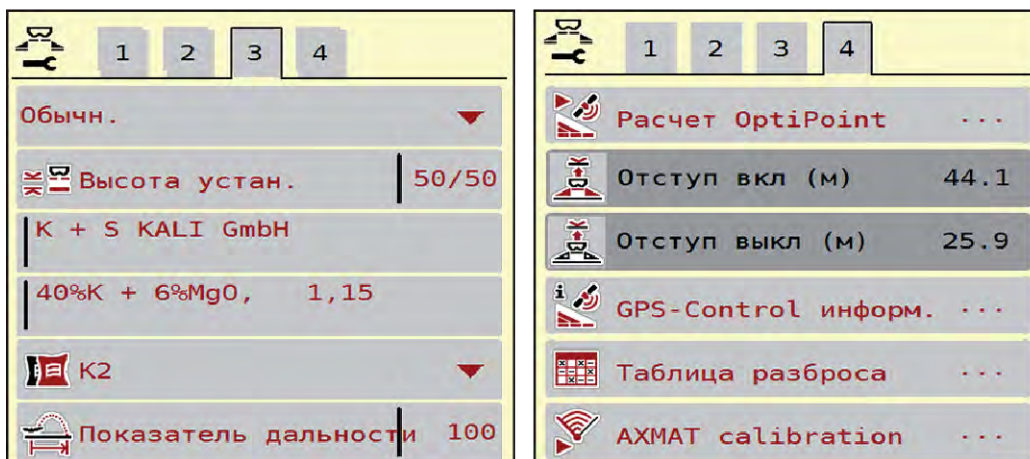 1 2 3 4
Обычн.
Высота устан. 50/50
K + S KALI GmbH
40%K + 6%MgO, 1,15
K2
Показатель дальности 100
1 2 3 4
Расчет OptiPoint ...
Отступ вкл (м) 44.1
Отступ выкл (м) 25.9
i
GPS-Control информ. ...
Таблица разброса ...
AXMAT calibration ...